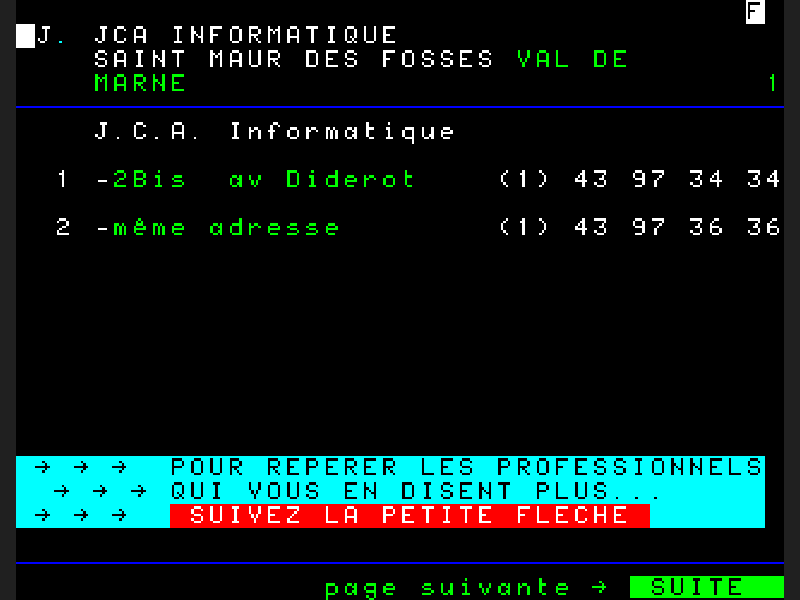 F
J. JCA INFORMATIQUE
SAINT MAUR DES FOSSES VAL DE
MARNE 1
J.C.A. Informatique
1 -2Bis av Diderot (1) 43 97 34 34
2 -même adresse (1) 43 97 36 36
→ → → POUR REPERER LES PROFESSIONNELS
→ → → QUI VOUS EN DISENT PLUS...
→ → → SUIVEZ LA PETITE FLECHE
page suivante → SUITE